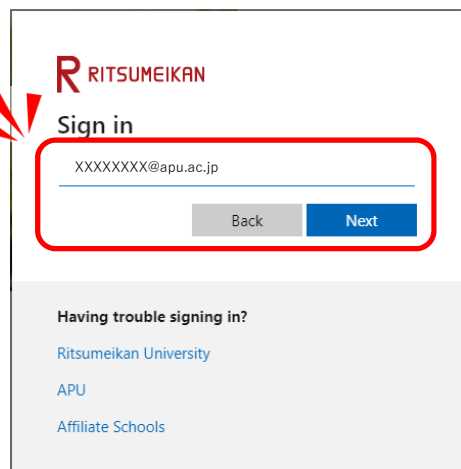 RITSUMEIKAN
Sign in
XXXXXXXX@apu.ac.jp
Back Next
Having trouble signing in?
Ritsumeikan University
APU
Affiliate Schools